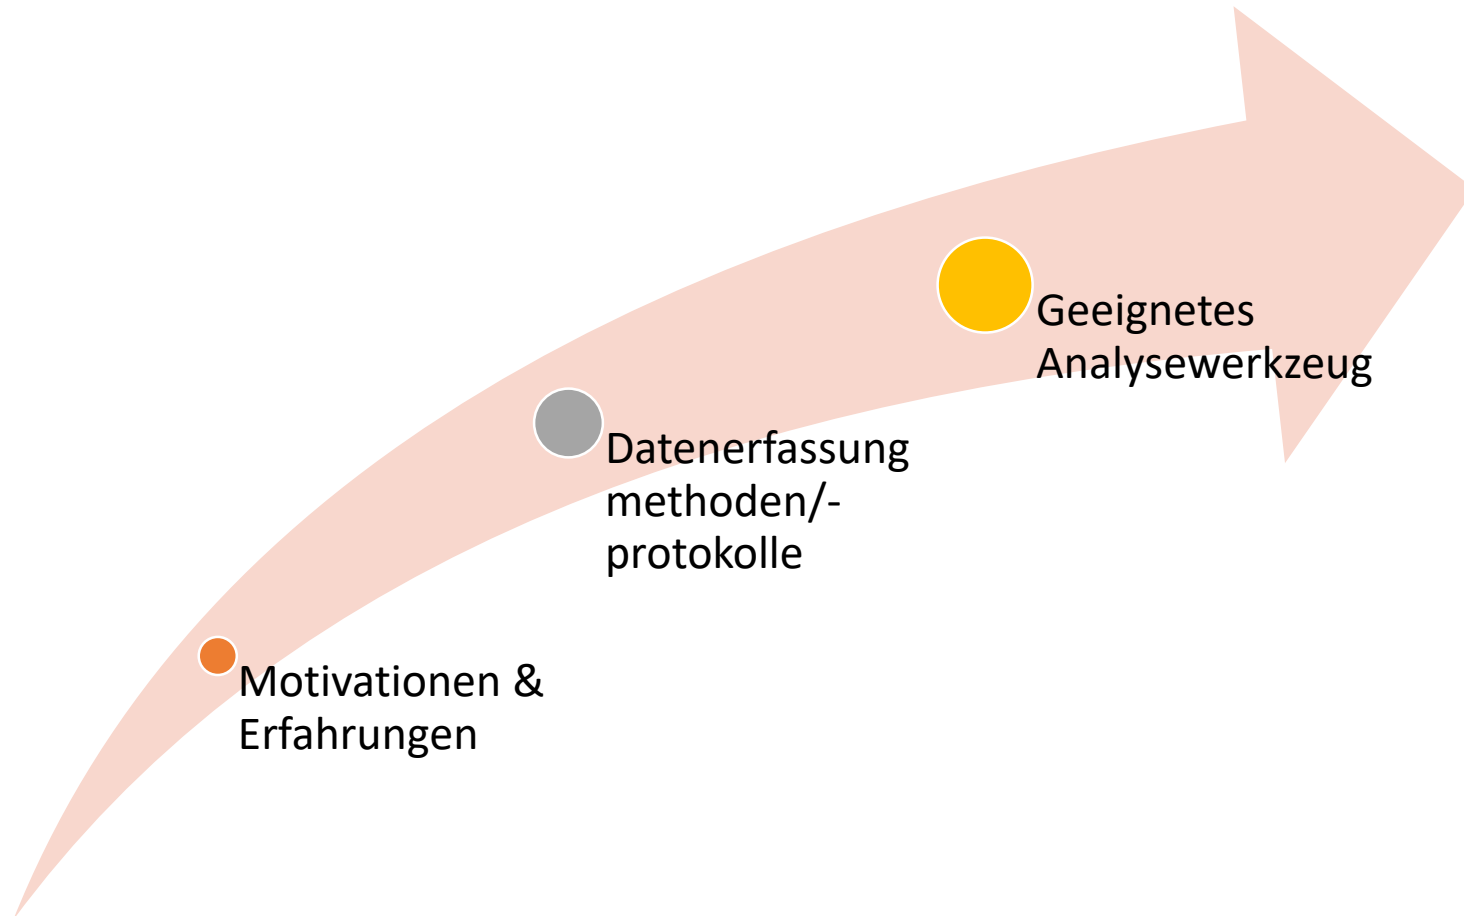 Geeignetes
Analysewerkzeug
Datenerfassung
methoden/-
protokolle
Motivationen &
Erfahrungen